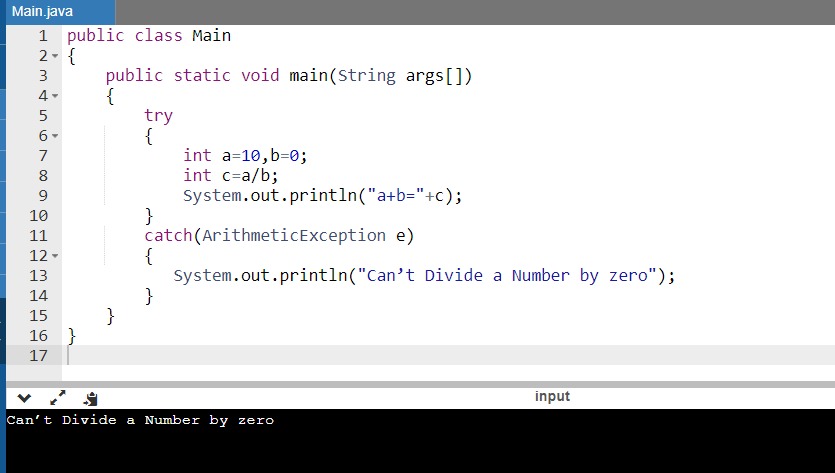 Main.java
1 public class Main
2 {
3 public static void main(String args[])
4 {
5 try
6 {
7 int a=10,b=0;
8 int c=a/b;
9 System.out.println("a+b="+c);
10 }
11 catch(ArithmeticException e)
12 {
13 System.out.println("Can’t Divide a Number by zero");
14 }
15 }
16 }
17
input
Can’t Divide a Number by zero